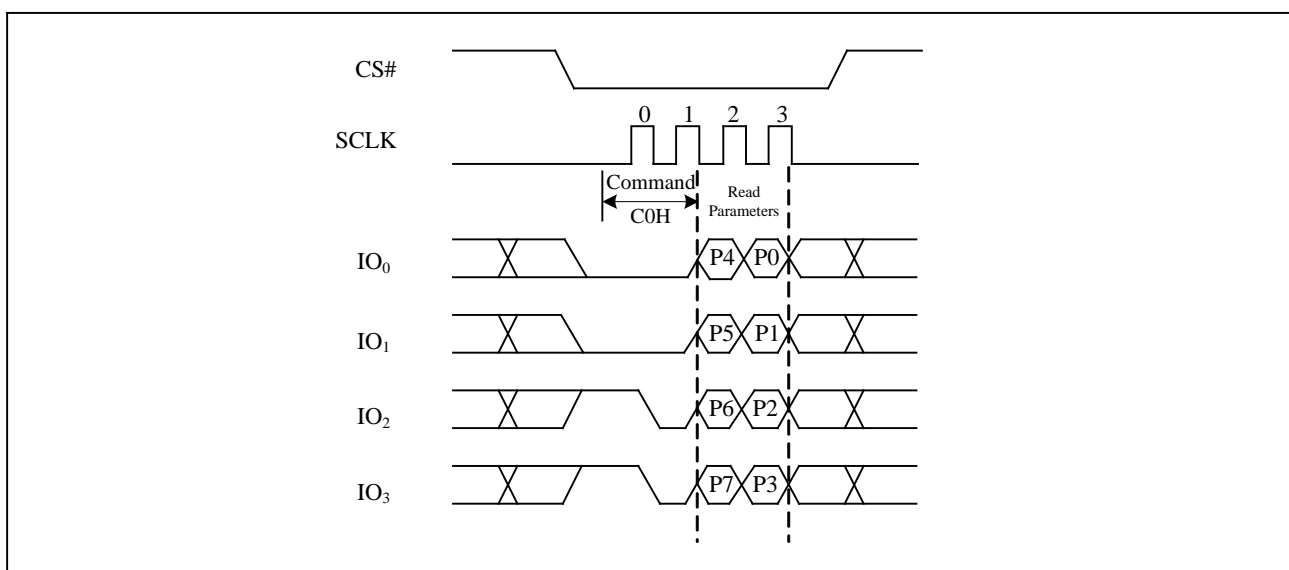 CS#
0 1 2 3
SCLK
Command
C0H
Read
Parameters
IO0 P4 P0
IO1 P5 P1
IO2 P6 P2
IO3 P7 P3